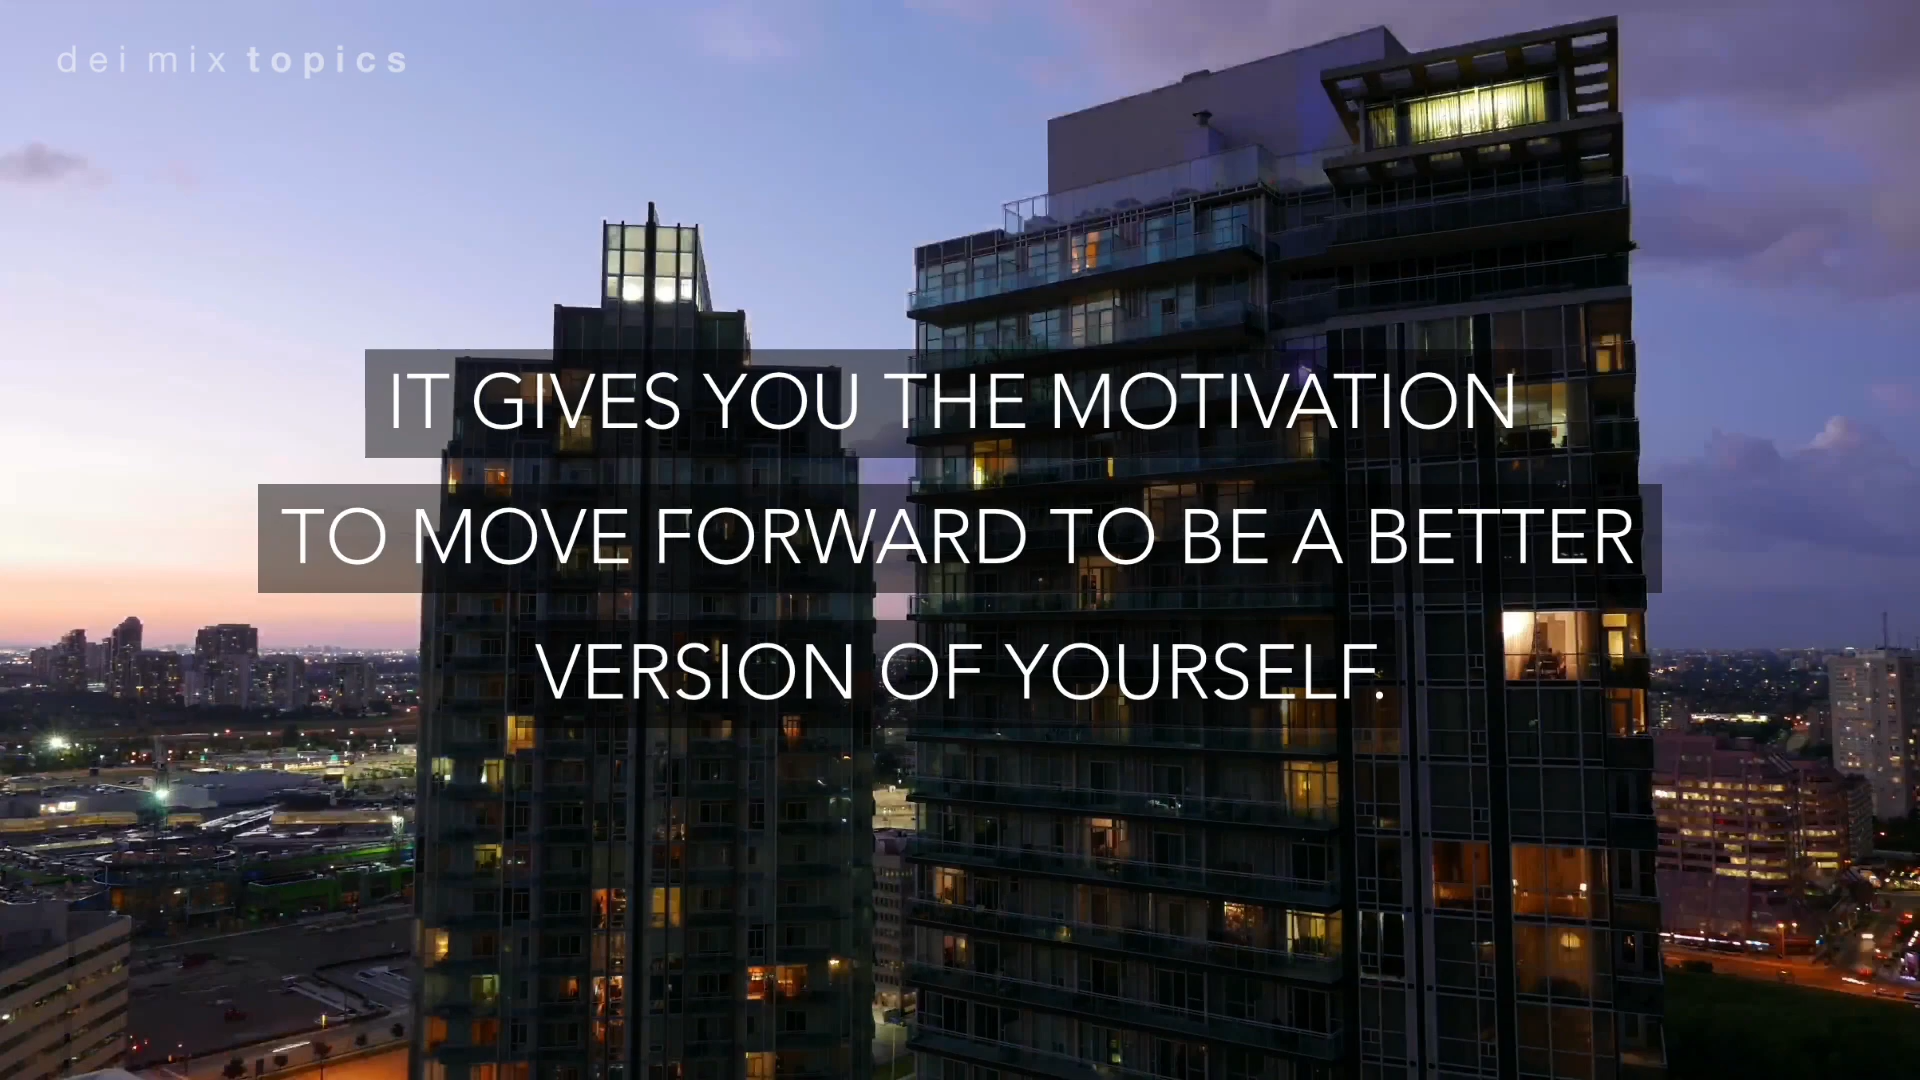 dei mix topics
IT GIVES YOU THE MOTIVATION
TO MOVE FORWARD TO BE A BETTER
VERSION OF YOURSELF.